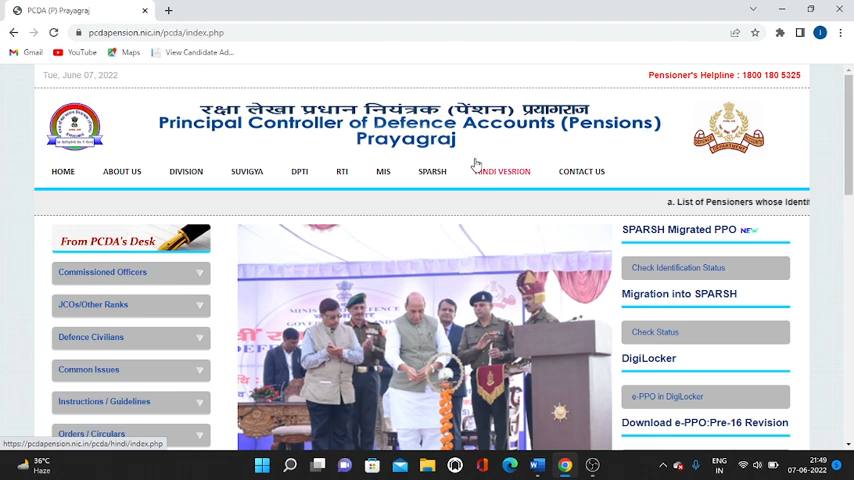 PCDA (P) Prayagraj
pcdapension.nic.in/pcda/index.php
Gmail YouTube Maps View Candidate Ad...
Tue, June 07, 2022 Pensioner's Helpline : 1800 180 5325
रक्षा लेखा प्रधान नियंत्रक (पेंशन) प्रयागराज
Principal Controller of Defence Accounts (Pensions)
Prayagraj
HOME ABOUT US DIVISION SUVIGYA DPTI RTI MIS SPARSH HINDI VESRION CONTACT US
a. List of Pensioners whose Identif
From PCDA's Desk
Commissioned Officers
JCOs/Other Ranks
Defence Civilians
Common Issues
Instructions / Guidelines
Orders / Circulars
SPARSH Migrated PPO NEW
Check Identification Status
Migration into SPARSH
Check Status
DigiLocker
e-PPO in DigiLocker
Download e-PPO:Pre-16 Revision
https://pcdapension.nic.in/pcda/hindi/index.php
36°C
Haze
ENG
IN
21:49
07-06-2022